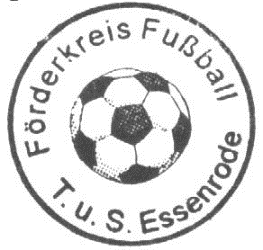 Förderkreis Fußball
T. u. S. Essenrode